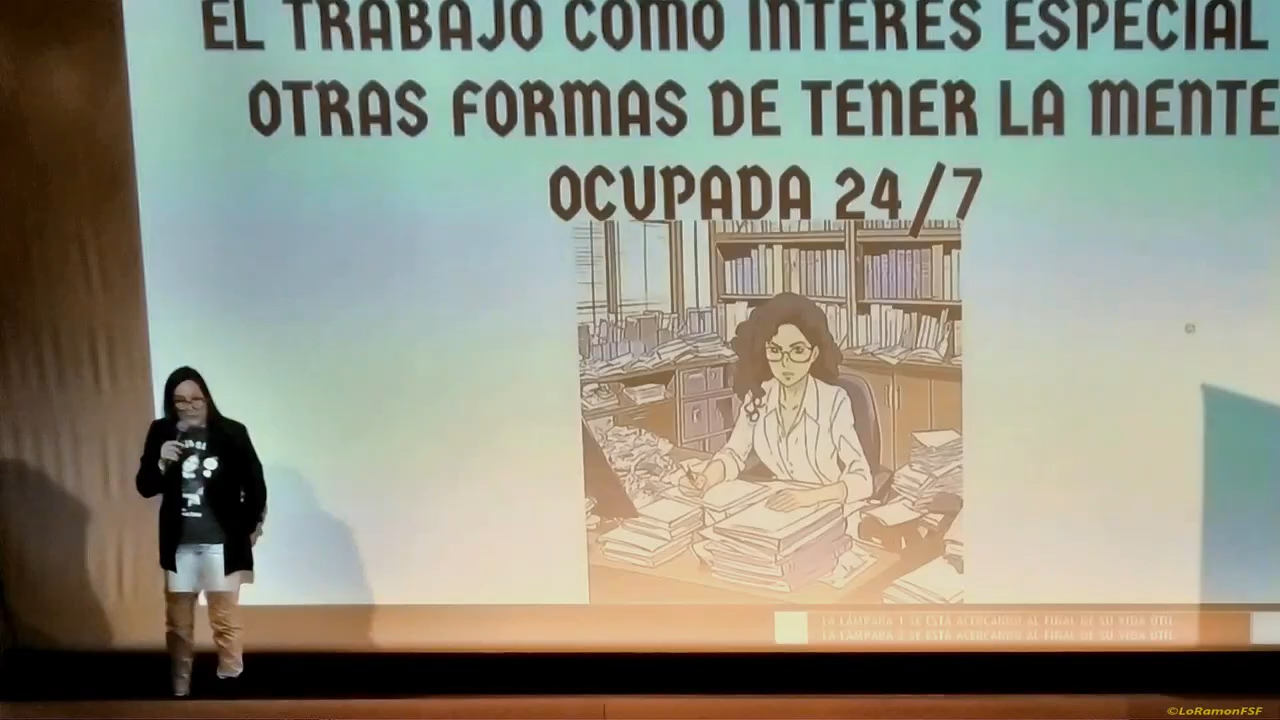 EL TRABAJO COMO INTERÉS ESPECIAL
OTRAS FORMAS DE TENER LA MENTE
OCUPADA 24/7
LA LÁMPARA 1 SE ESTÁ ACERCANDO AL FINAL DE SU VIDA ÚTIL
LA LÁMPARA 2 SE ESTÁ ACERCANDO AL FINAL DE SU VIDA ÚTIL
©LoRamonFSF